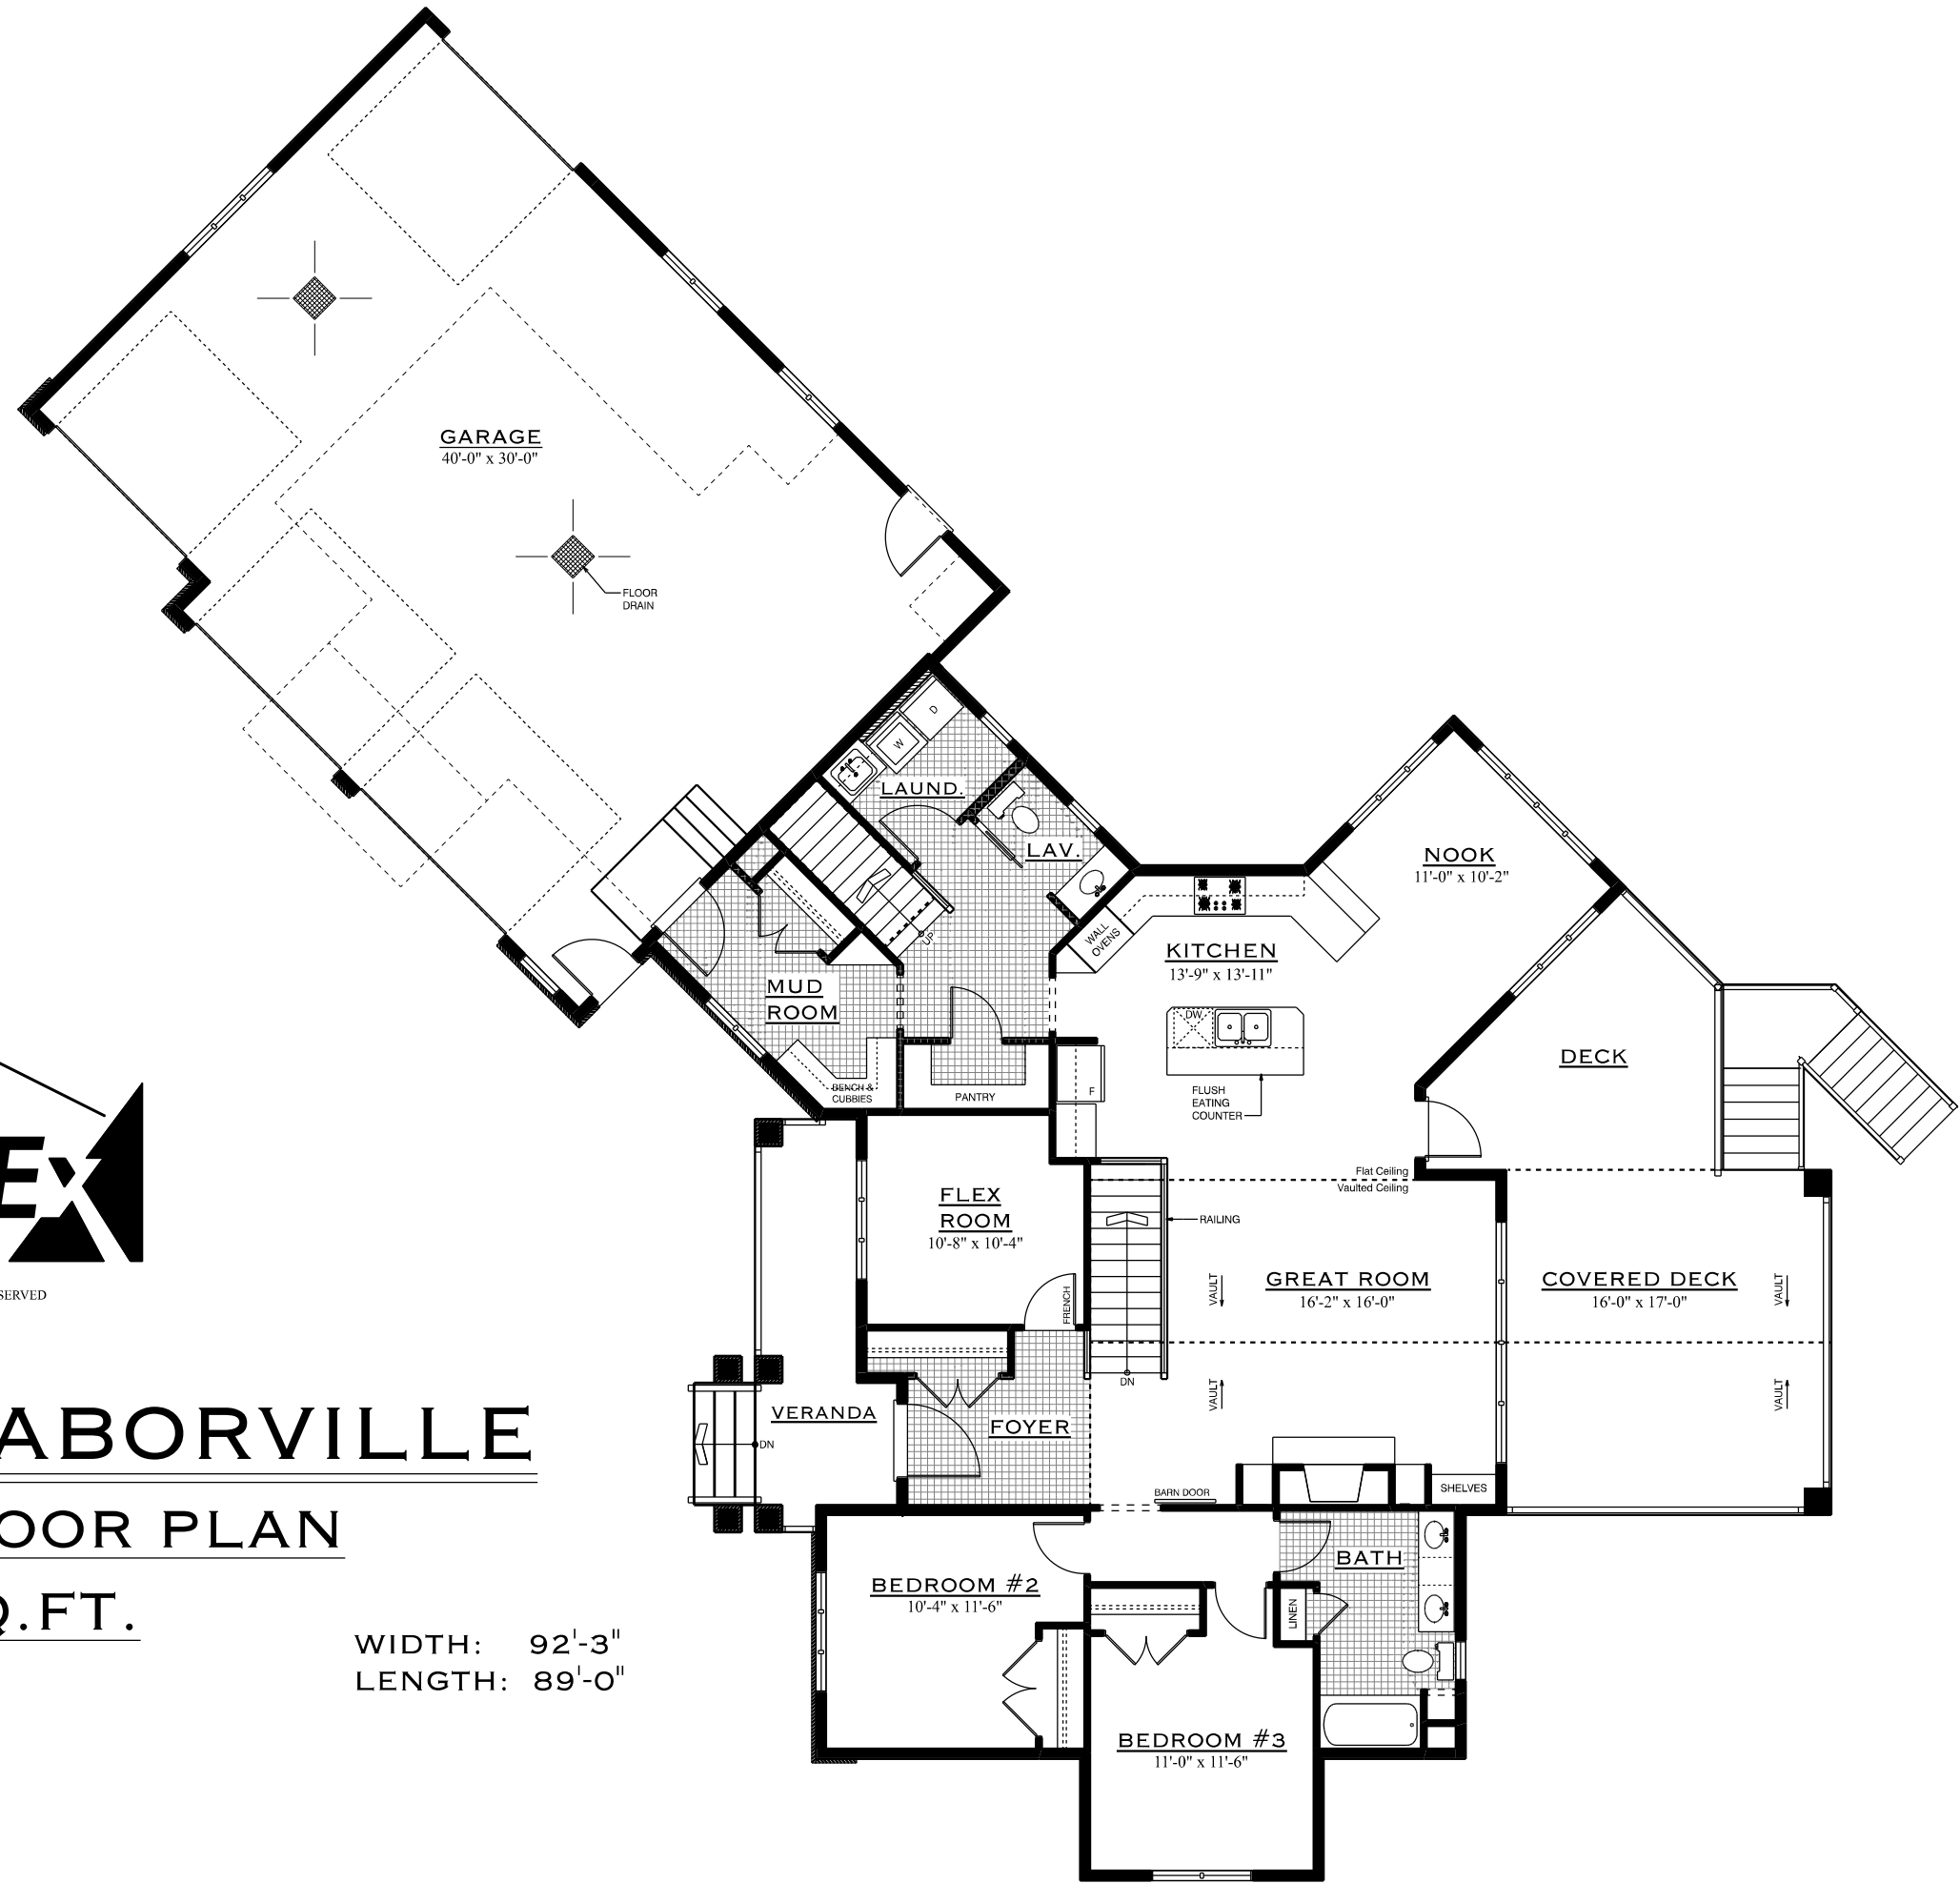 GARAGE
40'-0" x 30'-0"
FLOOR
DRAIN
D
W
LAUND.
LAV.
UP
WALL
OVENS
MUD
ROOM
BENCH &
CUBBIES
PANTRY
F
KITCHEN
13'-9" x 13'-11"
DW
FLUSH
EATING
COUNTER
NOOK
11'-0" x 10'-2"
DECK
Flat Ceiling
Vaulted Ceiling
RAILING
FLEX
ROOM
10'-8" x 10'-4"
FRENCH
DN
VAULT
VAULT
GREAT ROOM
16'-2" x 16'-0"
COVERED DECK
16'-0" x 17'-0"
VAULT
VAULT
VERANDA
DN
FOYER
BARN DOOR
SHELVES
BEDROOM #2
10'-4" x 11'-6"
BATH
LINEN
BEDROOM #3
11'-0" x 11'-6"
EX
SERVED
ABORVILLE
OOR PLAN
Q.FT.
WIDTH: 92'-3"
LENGTH: 89'-0"